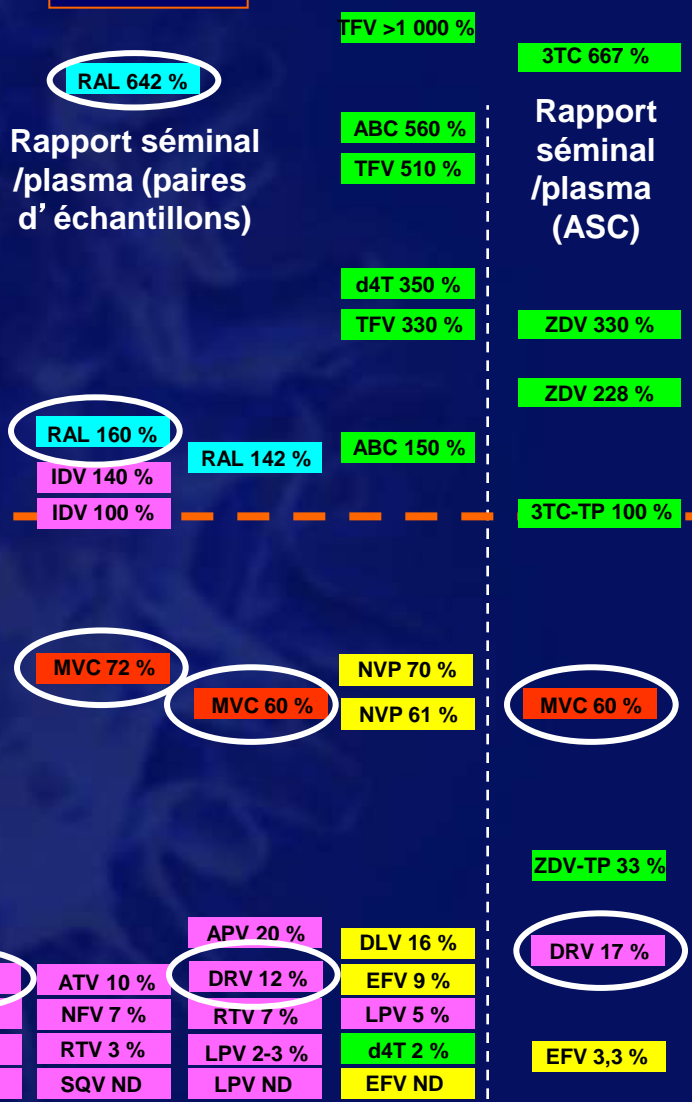 TFV >1 000 %
3TC 667 %
RAL 642 %
Rapport séminal
/plasma (paires
d’ échantillons)
ABC 560 %
TFV 510 %
Rapport
séminal
/plasma
(ASC)
d4T 350 %
TFV 330 %
ZDV 330 %
ZDV 228 %
RAL 160 %
RAL 142 %
ABC 150 %
IDV 140 %
IDV 100 %
3TC-TP 100 %
MVC 72 %
NVP 70 %
MVC 60 %
NVP 61 %
MVC 60 %
ZDV-TP 33 %
APV 20 %
DLV 16 %
DRV 17 %
ATV 10 %
DRV 12 %
EFV 9 %
NFV 7 %
RTV 7 %
LPV 5 %
RTV 3 %
LPV 2-3 %
d4T 2 %
EFV 3,3 %
SQV ND
LPV ND
EFV ND